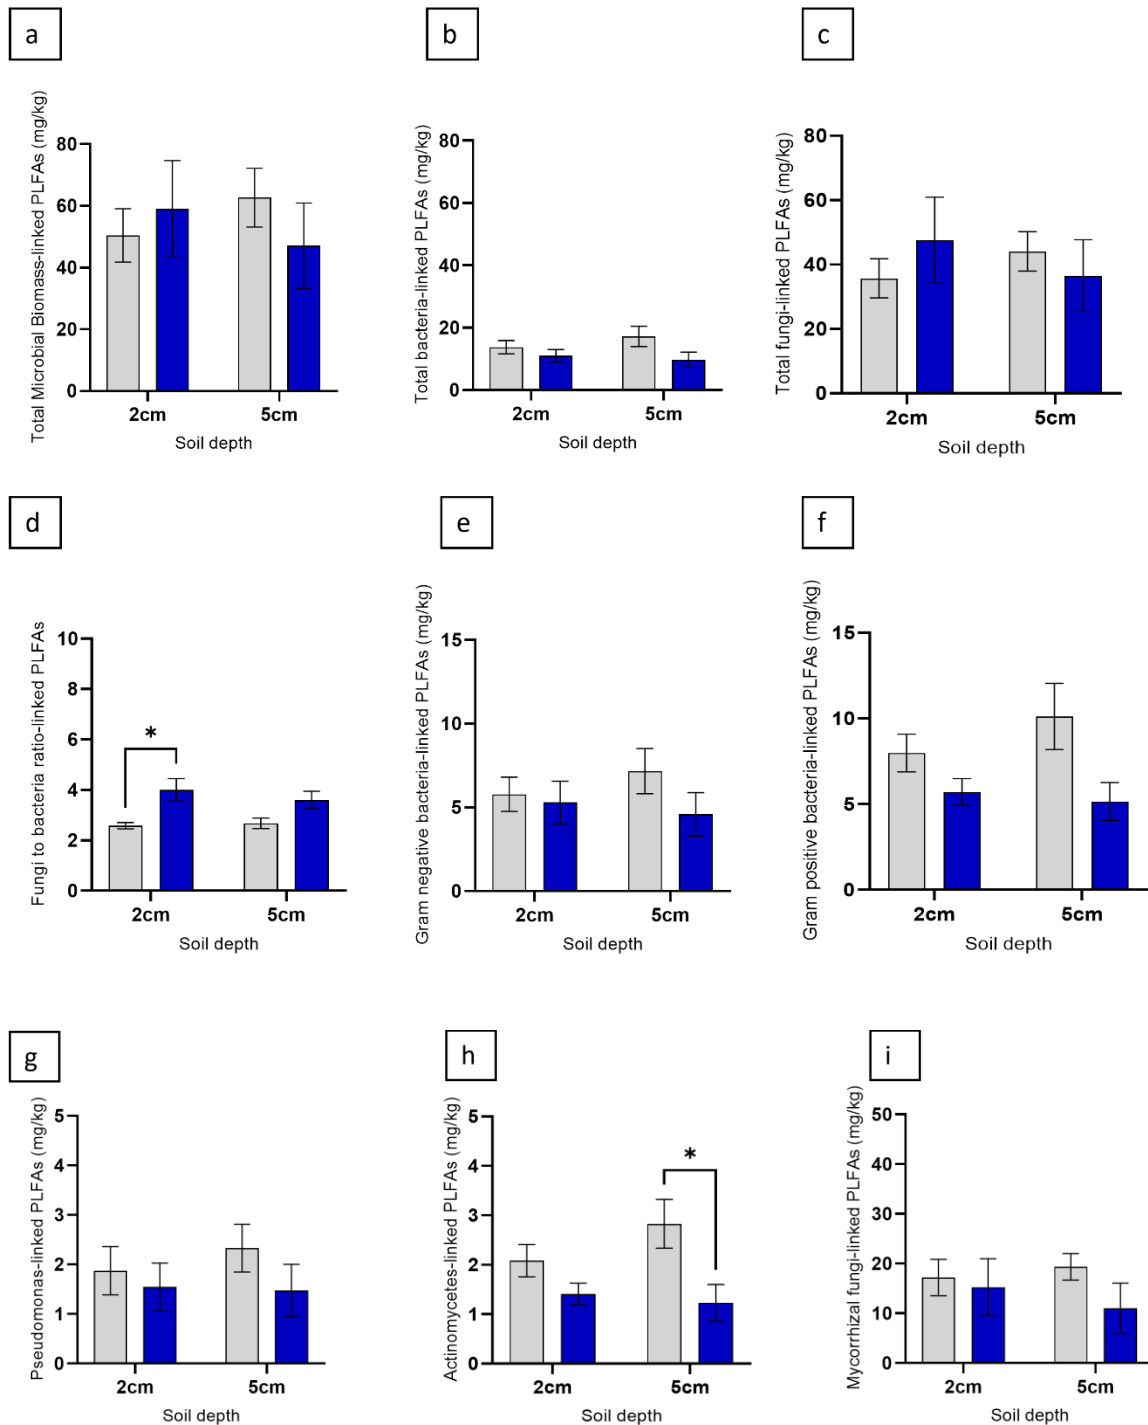 a
Total Microbial Biomass-linked PLFAs (mg/kg)
80
60
40
20
0
2cm
5cm
Soil depth
b
Total bacteria-linked PLFAs (mg/kg)
80
60
40
20
0
2cm
5cm
Soil depth
c
Total fungi-linked PLFAs (mg/kg)
80
60
40
20
0
2cm
5cm
Soil depth
d
Fungi to bacteria ratio-linked PLFAs
10
8
6
4
2
0
*
2cm
5cm
Soil depth
e
Gram negative bacteria-linked PLFAs (mg/kg)
15
10
5
0
2cm
5cm
Soil depth
f
Gram positive bacteria-linked PLFAs (mg/kg)
15
10
5
0
2cm
5cm
Soil depth
g
Pseudomonas-linked PLFAs (mg/kg)
5
4
3
2
1
0
2cm
5cm
Soil depth
h
Actinomycetes-linked PLFAs (mg/kg)
5
4
3
2
1
0
*
2cm
5cm
Soil depth
i
Mycorrhizal fungi-linked PLFAs (mg/kg)
50
40
30
20
10
0
2cm
5cm
Soil depth